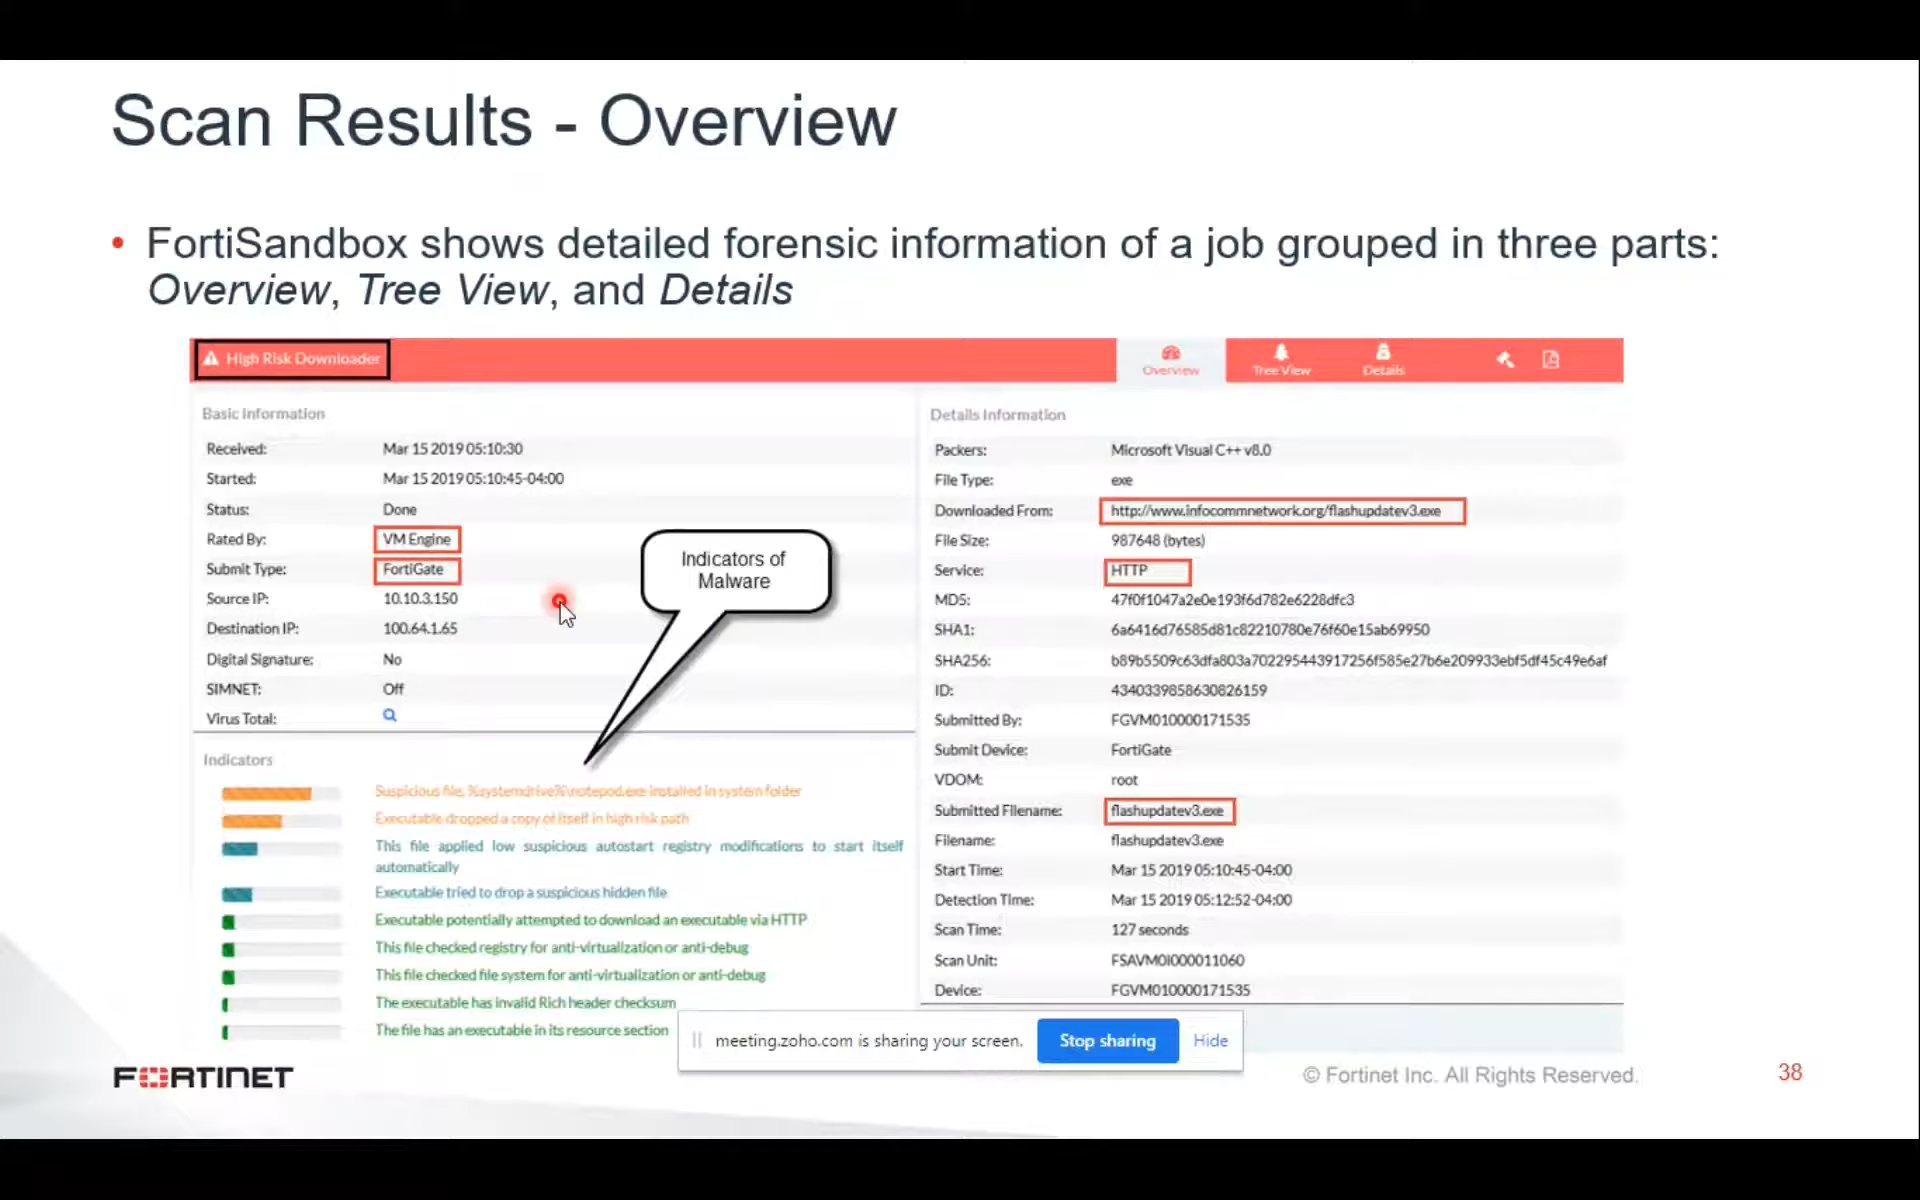 Scan Results - Overview
• FortiSandbox shows detailed forensic information of a job grouped in three parts:
Overview, Tree View, and Details
High Risk Downloader
Overview
Tree View
Details
Basic Information
Received: Mar 15 2019 05:10:30
Started: Mar 15 2019 05:10:45-04:00
Status: Done
Rated By: VM Engine
Submit Type: FortiGate
Source IP: 10.10.3.150
Destination IP: 100.64.1.65
Digital Signature: No
SIMNET: Off
Virus Total:
Indicators of
Malware
Indicators
Suspicious file, %systemdrive%\notepod.exe installed in system folder
Executable dropped a copy of itself in high risk path
This file applied low suspicious autostart registry modifications to start itself
automatically
Executable tried to drop a suspicious hidden file
Executable potentially attempted to download an executable via HTTP
This file checked registry for anti-virtualization or anti-debug
This file checked file system for anti-virtualization or anti-debug
The executable has invalid Rich header checksum
The file has an executable in its resource section
Details Information
Packers: Microsoft Visual C++ v8.0
File Type: exe
Downloaded From: http://www.infocommnetwork.org/flashupdatev3.exe
File Size: 987648 (bytes)
Service: HTTP
MD5: 47f0f1047a2e0e193f6d782e6228dfc3
SHA1: 6a6416d76585d81c82210780e76f60e15ab69950
SHA256: b89b5509c63dfa803a702295443917256f585e27b6e209933ebf5df45c49e6af
ID: 4340339858630826159
Submitted By: FGVM010000171535
Submit Device: FortiGate
VDOM: root
Submitted Filename: flashupdatev3.exe
Filename: flashupdatev3.exe
Start Time: Mar 15 2019 05:10:45-04:00
Detection Time: Mar 15 2019 05:12:52-04:00
Scan Time: 127 seconds
Scan Unit: FSAVM0I000011060
Device: FGVM010000171535
meeting.zoho.com is sharing your screen. Stop sharing Hide
FORTINET
© Fortinet Inc. All Rights Reserved.
38